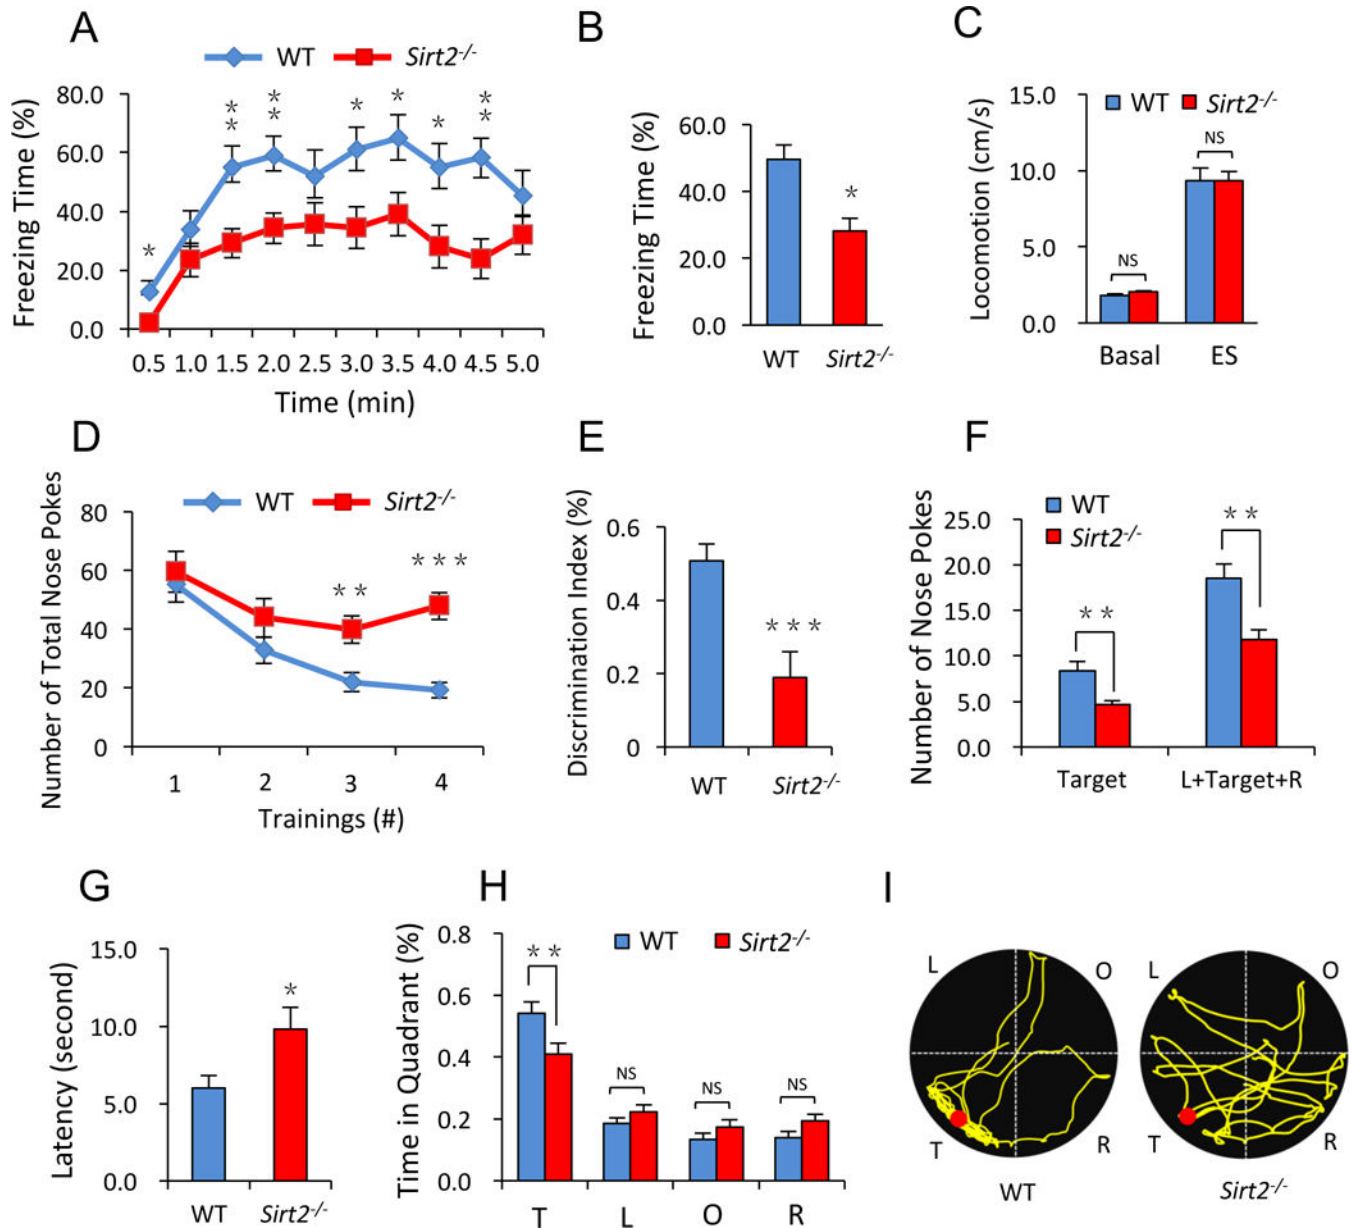 A
WT Sirt2-/-
Freezing Time (%)
80.0
60.0
40.0
20.0
0.0
* ** ** * * * **
0.5 1.0 1.5 2.0 2.5 3.0 3.5 4.0 4.5 5.0
Time (min)
B
Freezing Time (%)
60.0
40.0
20.0
0.0
*
WT Sirt2-/-
C
WT Sirt2-/-
Locomotion (cm/s)
15.0
10.0
5.0
0.0
NS
NS
Basal ES
D
WT Sirt2-/-
Number of Total Nose Pokes
80
60
40
20
0
** ***
1 2 3 4
Trainings (#)
E
Discrimination Index (%)
0.6
0.4
0.2
0
***
WT Sirt2-/-
F
WT
Sirt2-/-
Number of Nose Pokes
25.0
20.0
15.0
10.0
5.0
0.0
**
**
Target L+Target+R
G
Latency (second)
15.0
10.0
5.0
0.0
*
WT Sirt2-/-
H
WT Sirt2-/-
Time in Quadrant (%)
0.8
0.6
0.4
0.2
0.0
**
NS NS NS
T L O R
I
L O L O
T R T R
WT Sirt2-/-